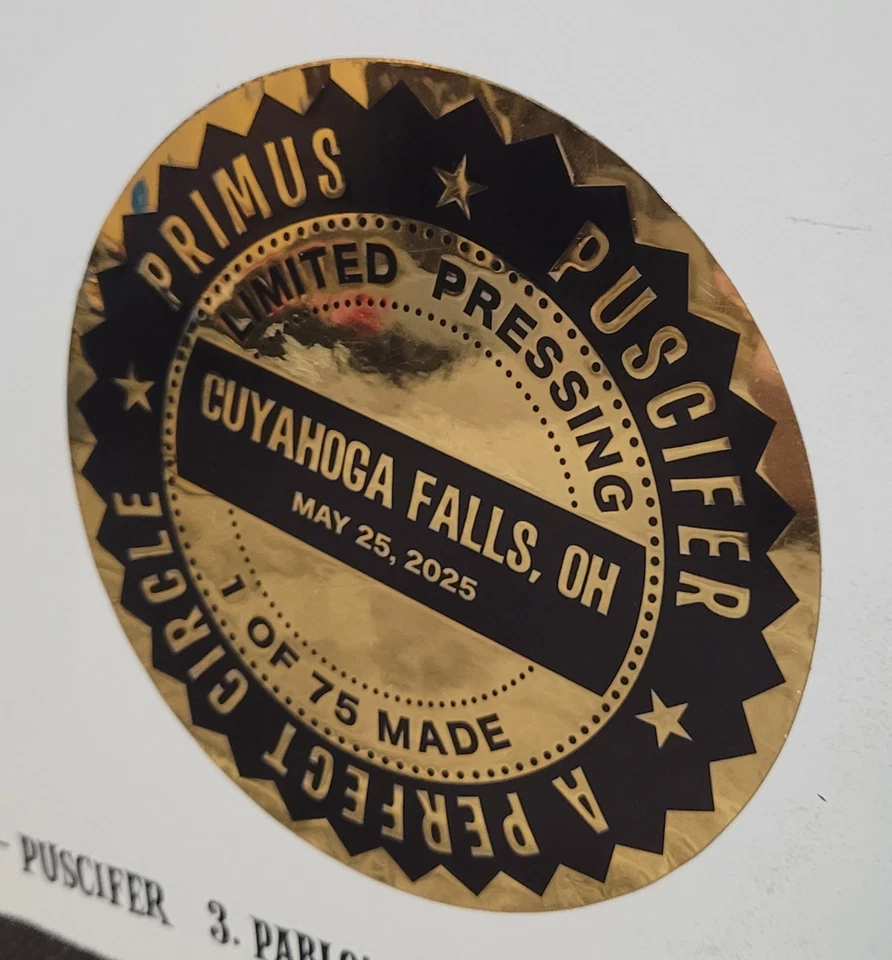 PRIMUS
PUSCIFER
A PERFECT CIRCLE
LIMITED PRESSING
CUYAHOGA FALLS, OH
MAY 25, 2025
1 OF 75 MADE
- PUSCIFER 3.